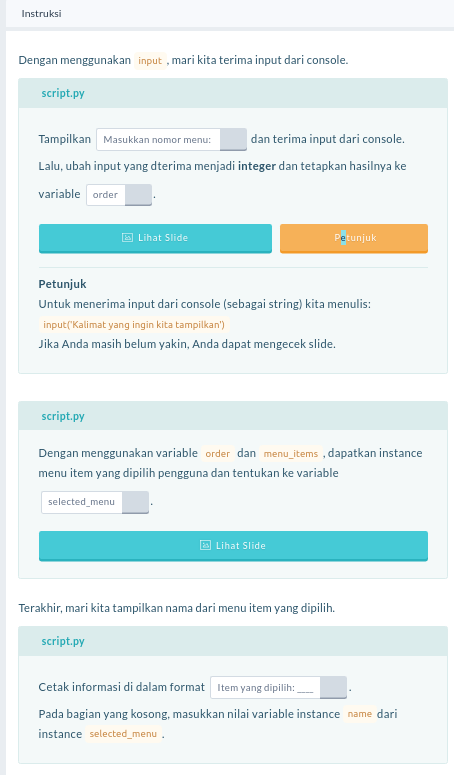 Instruksi
Dengan menggunakan input , mari kita terima input dari console.
script.py
Tampilkan Masukkan nomor menu: dan terima input dari console.
Lalu, ubah input yang dterima menjadi integer dan tetapkan hasilnya ke
variable order .
Lihat Slide Petunjuk
Petunjuk
Untuk menerima input dari console (sebagai string) kita menulis:
input('Kalimat yang ingin kita tampilkan')
Jika Anda masih belum yakin, Anda dapat mengecek slide.
script.py
Dengan menggunakan variable order dan menu_items , dapatkan instance
menu item yang dipilih pengguna dan tentukan ke variable
selected_menu .
Lihat Slide
Terakhir, mari kita tampilkan nama dari menu item yang dipilih.
script.py
Cetak informasi di dalam format Item yang dipilih: ___ .
Pada bagian yang kosong, masukkan nilai variable instance name dari
instance selected_menu .